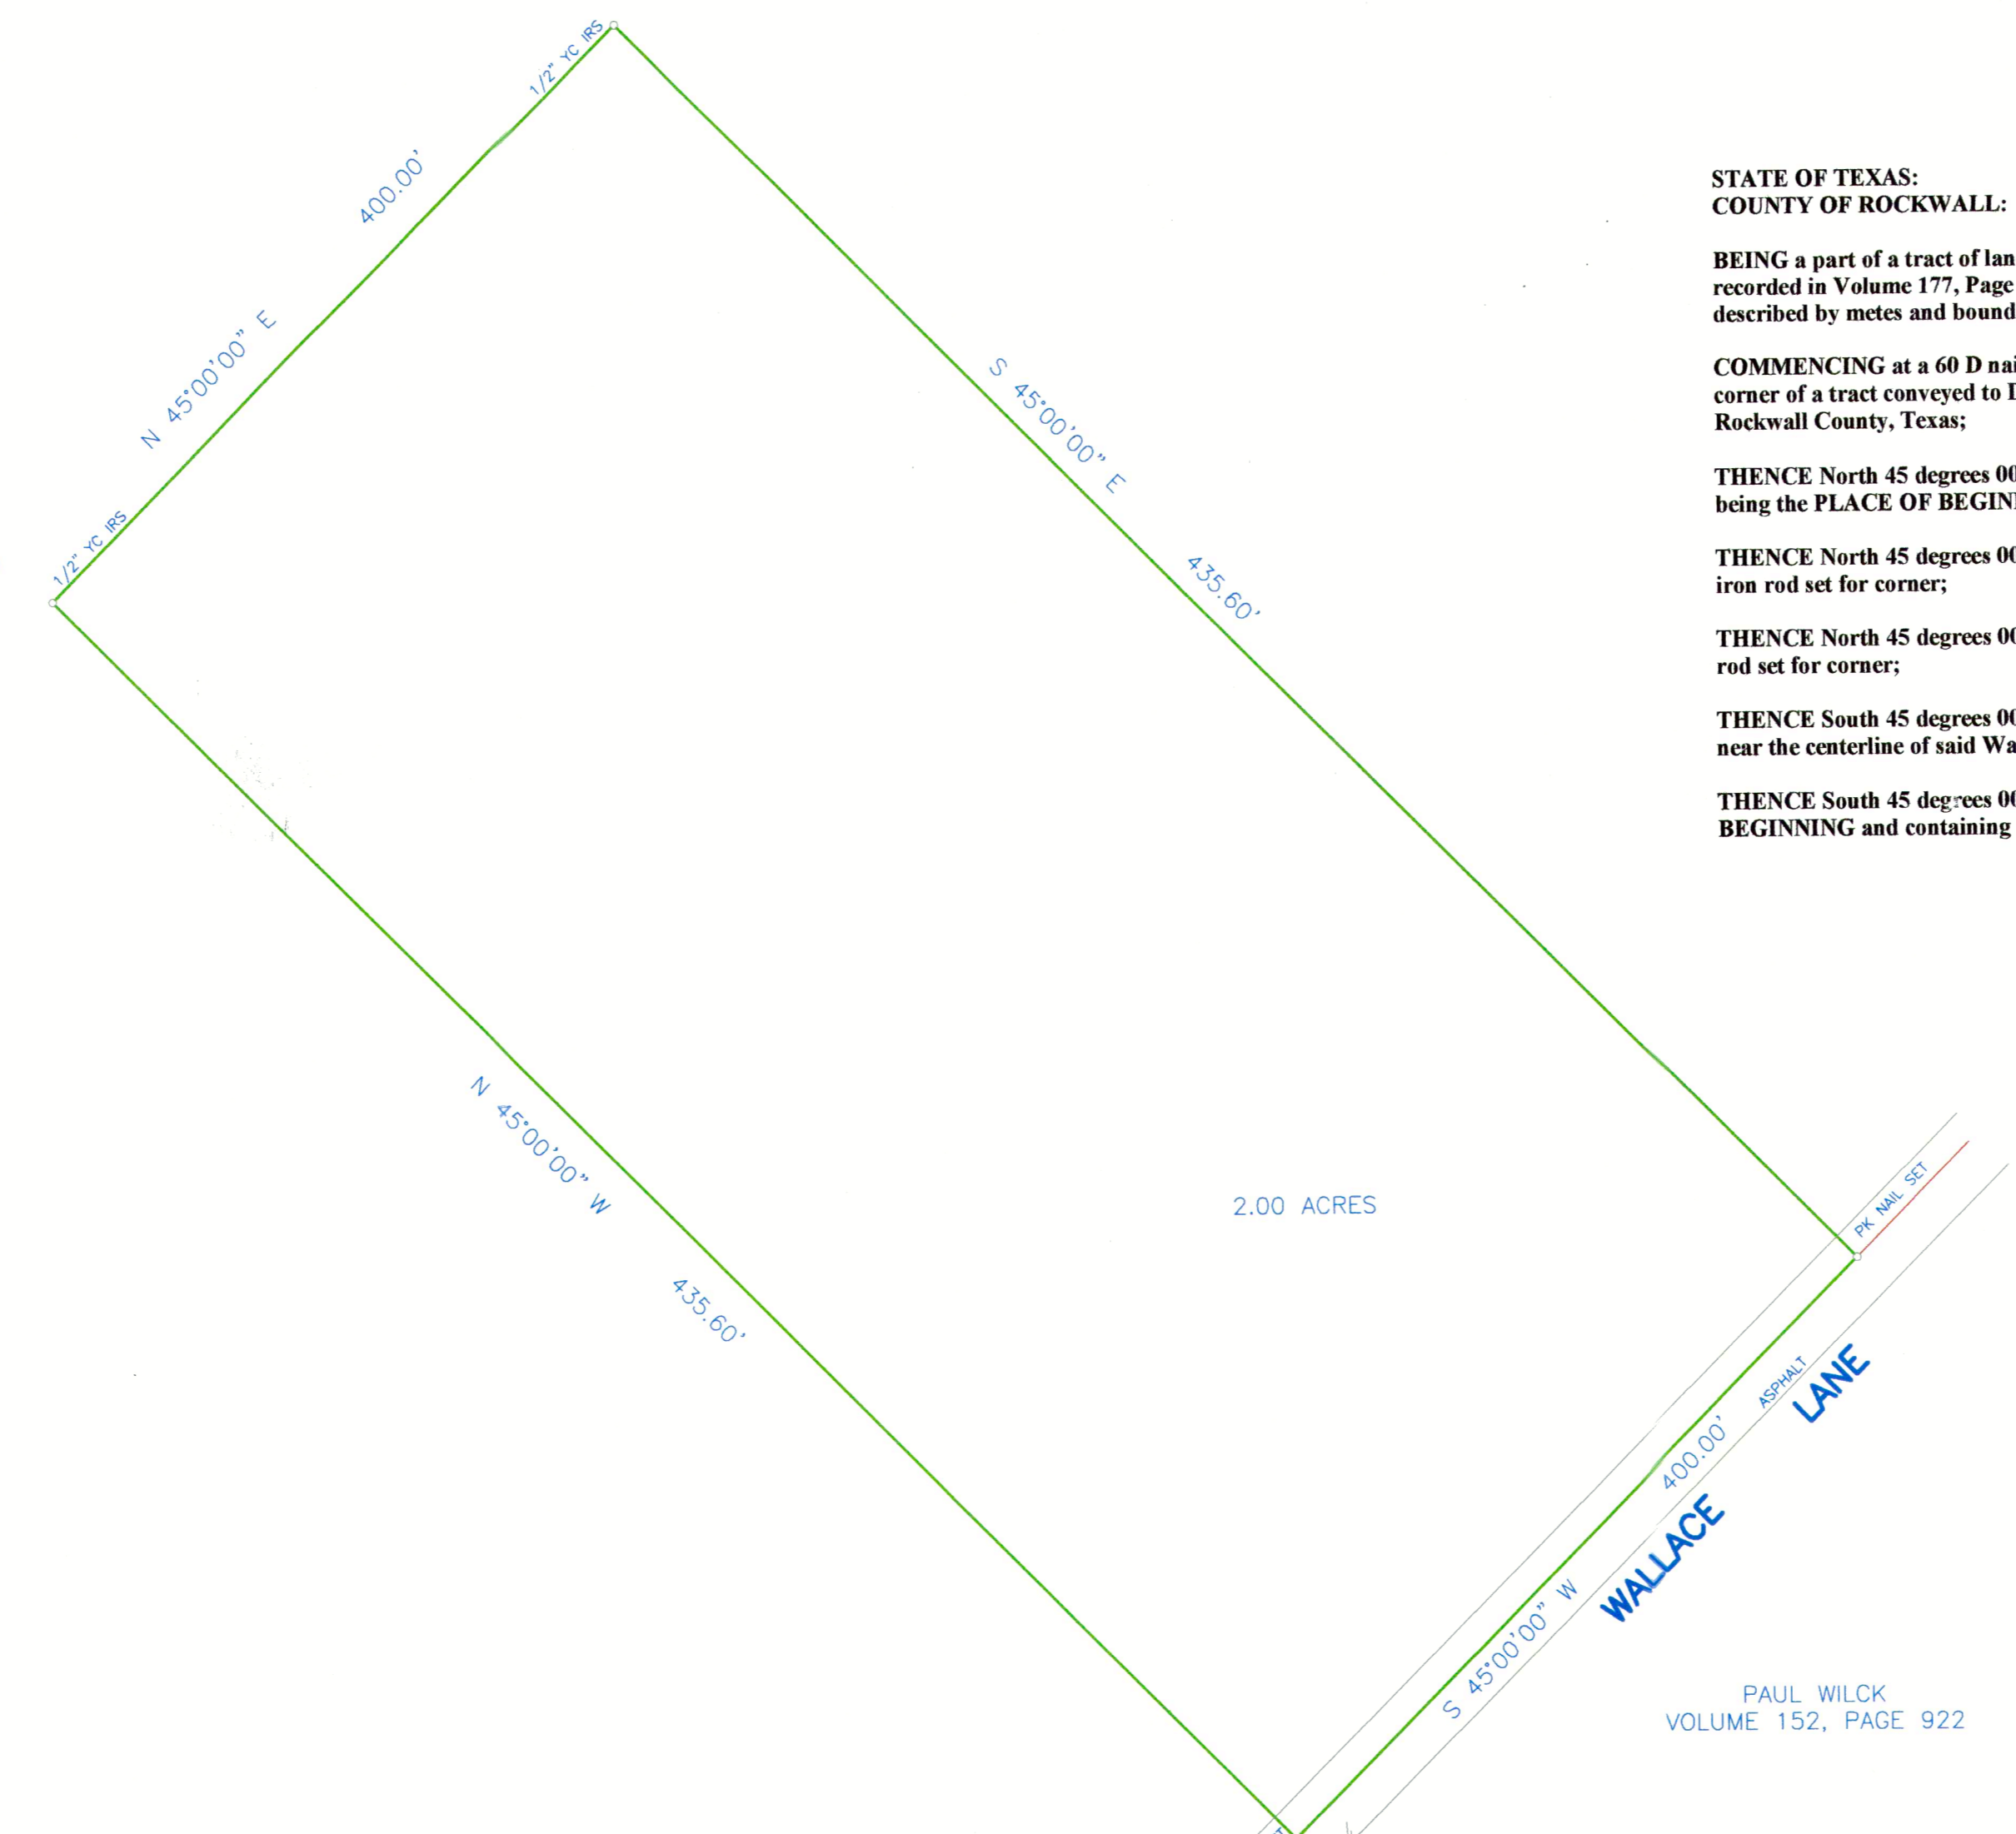 1/2" YC IRS
400.00'
N 45°00'00" E
1/2" YC IRS
S 45°00'00" E
435.60'
N 45°00'00" W
435.60'
2.00 ACRES
PK NAIL SET
ASPHALT
WALLACE LANE
400.00'
S 45°00'00" W
PAUL WILCK
VOLUME 152, PAGE 922
STATE OF TEXAS:
COUNTY OF ROCKWALL:
BEING a part of a tract of lan
recorded in Volume 177, Page
described by metes and bound
COMMENCING at a 60 D nai
corner of a tract conveyed to
Rockwall County, Texas;
THENCE North 45 degrees 00
being the PLACE OF BEGIN
THENCE North 45 degrees 00
iron rod set for corner;
THENCE North 45 degrees 00
rod set for corner;
THENCE South 45 degrees 00
near the centerline of said Wa
THENCE South 45 degrees 00
BEGINNING and containing